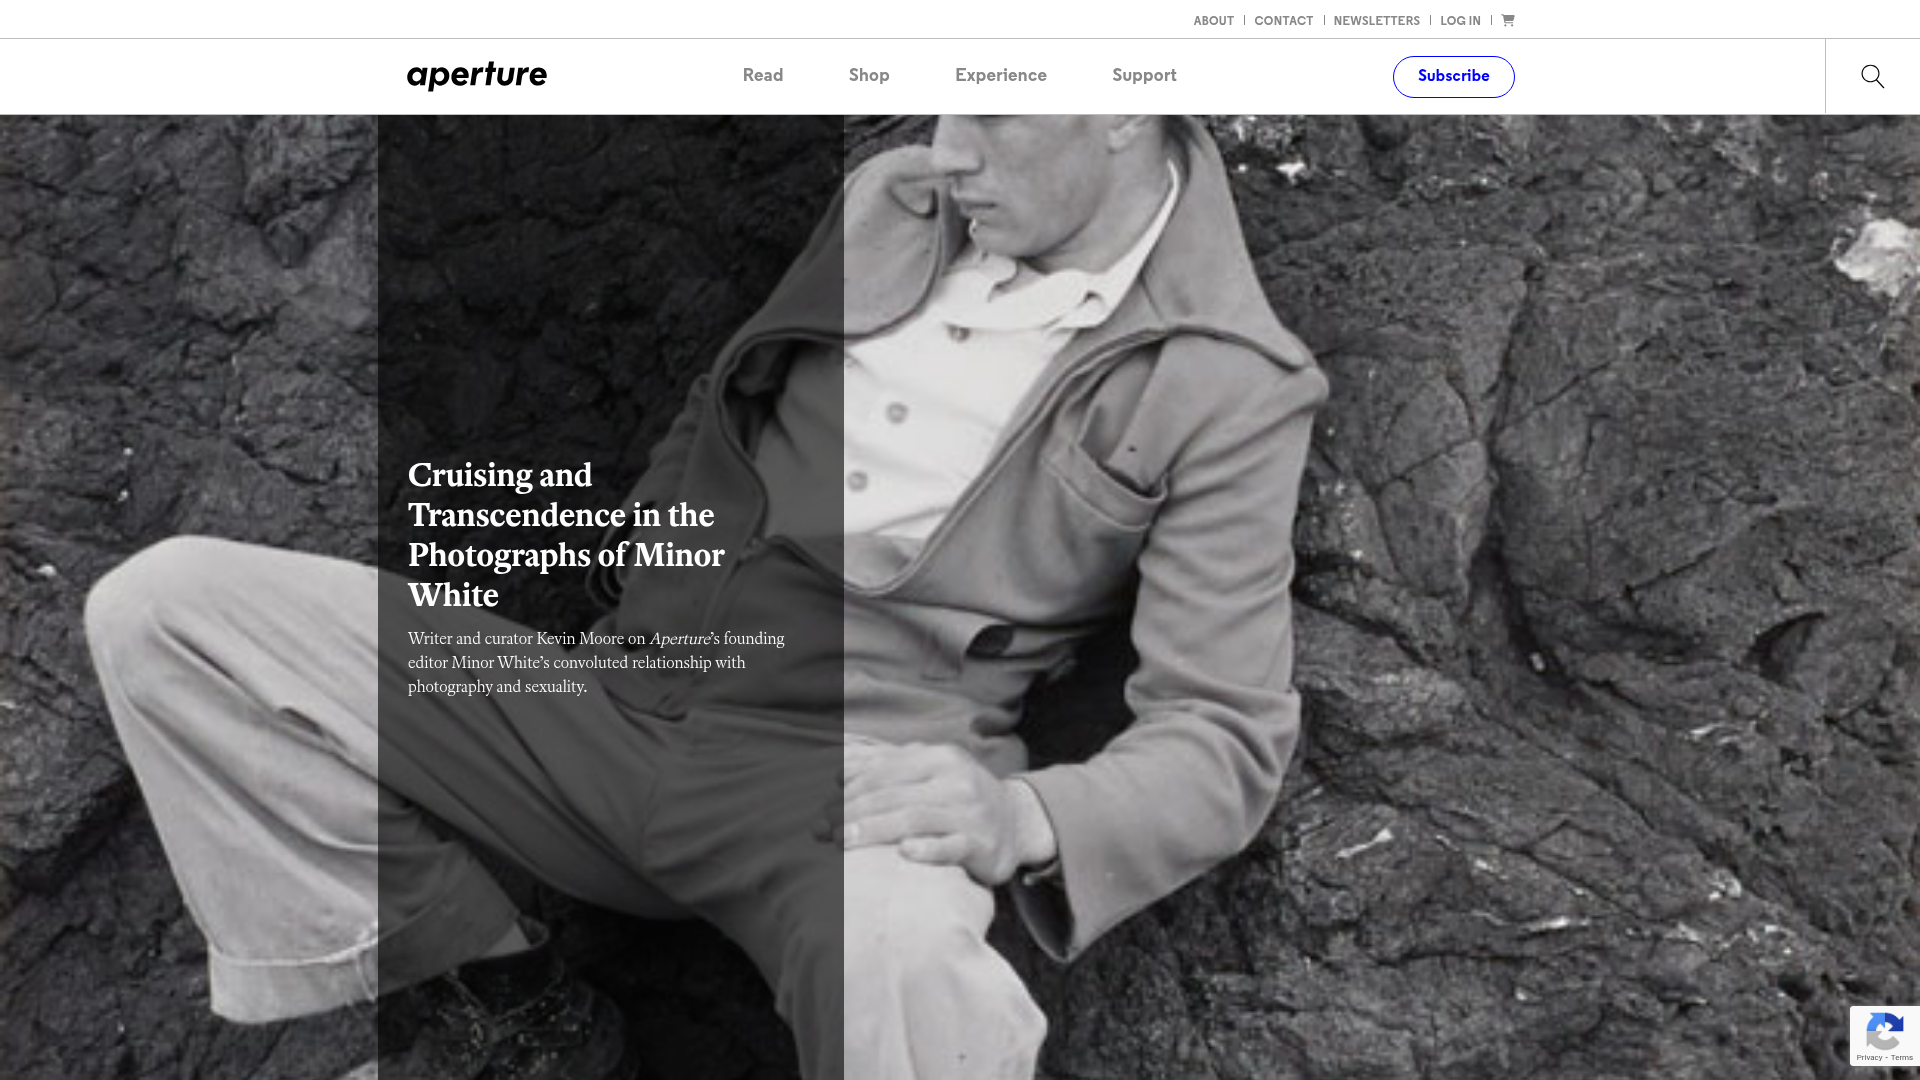 ABOUT
CONTACT
NEWSLETTERS
LOG IN
aperture
Read
Shop
Experience
Support
Subscribe
Cruising and
Transcendence in the
Photographs of Minor
White
Writer and curator Kevin Moore on Aperture’s founding
editor Minor White’s convoluted relationship with
photography and sexuality.
Privacy - Terms